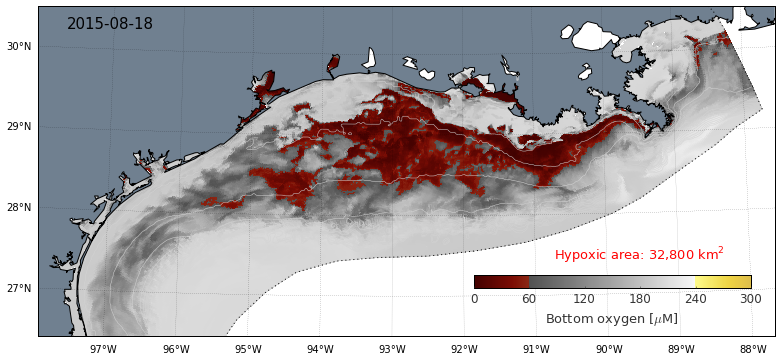 2015-08-18
30°N
29°N
28°N
27°N
Hypoxic area: 32,800 km²
0 60 120 180 240 300
Bottom oxygen [μM]
97°W 96°W 95°W 94°W 93°W 92°W 91°W 90°W 89°W 88°W